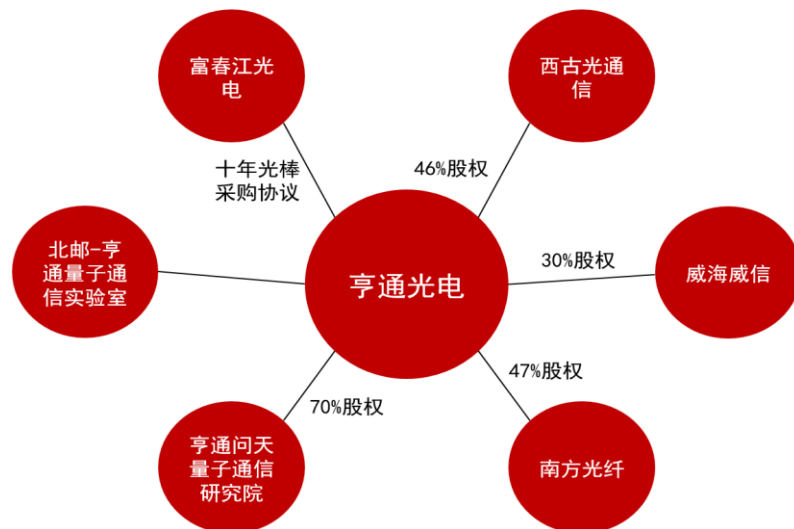 富春江光
电
西古光通
信
十年光棒
采购协议
46%股权
北邮-亨
通量子通
信实验室
亨通光电
30%股权
威海威信
70%股权
47%股权
亨通问天
量子通信
研究院
南方光纤